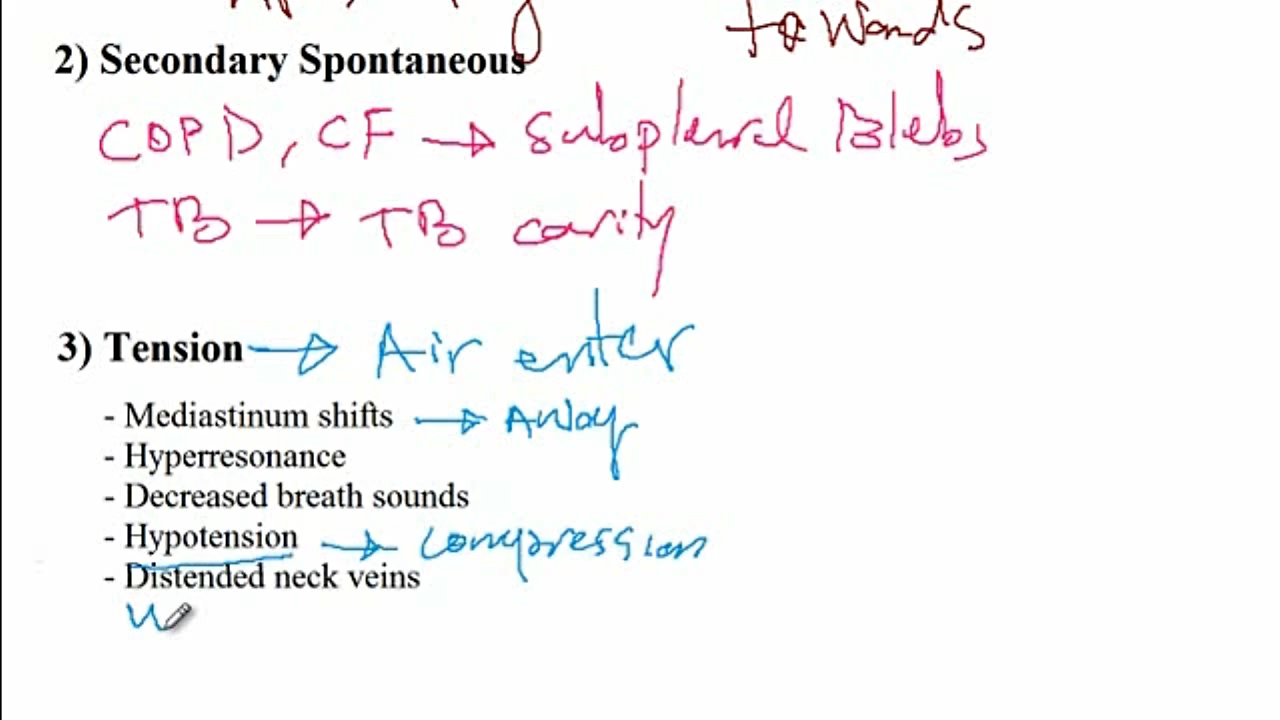 towards
2) Secondary Spontaneous
COPD, CF → Subpleural Blebs
TB → TB cavity
3) Tension → Air enter
- Mediastinum shifts → Away
- Hyperresonance
- Decreased breath sounds
- Hypotension → Compression
- Distended neck veins